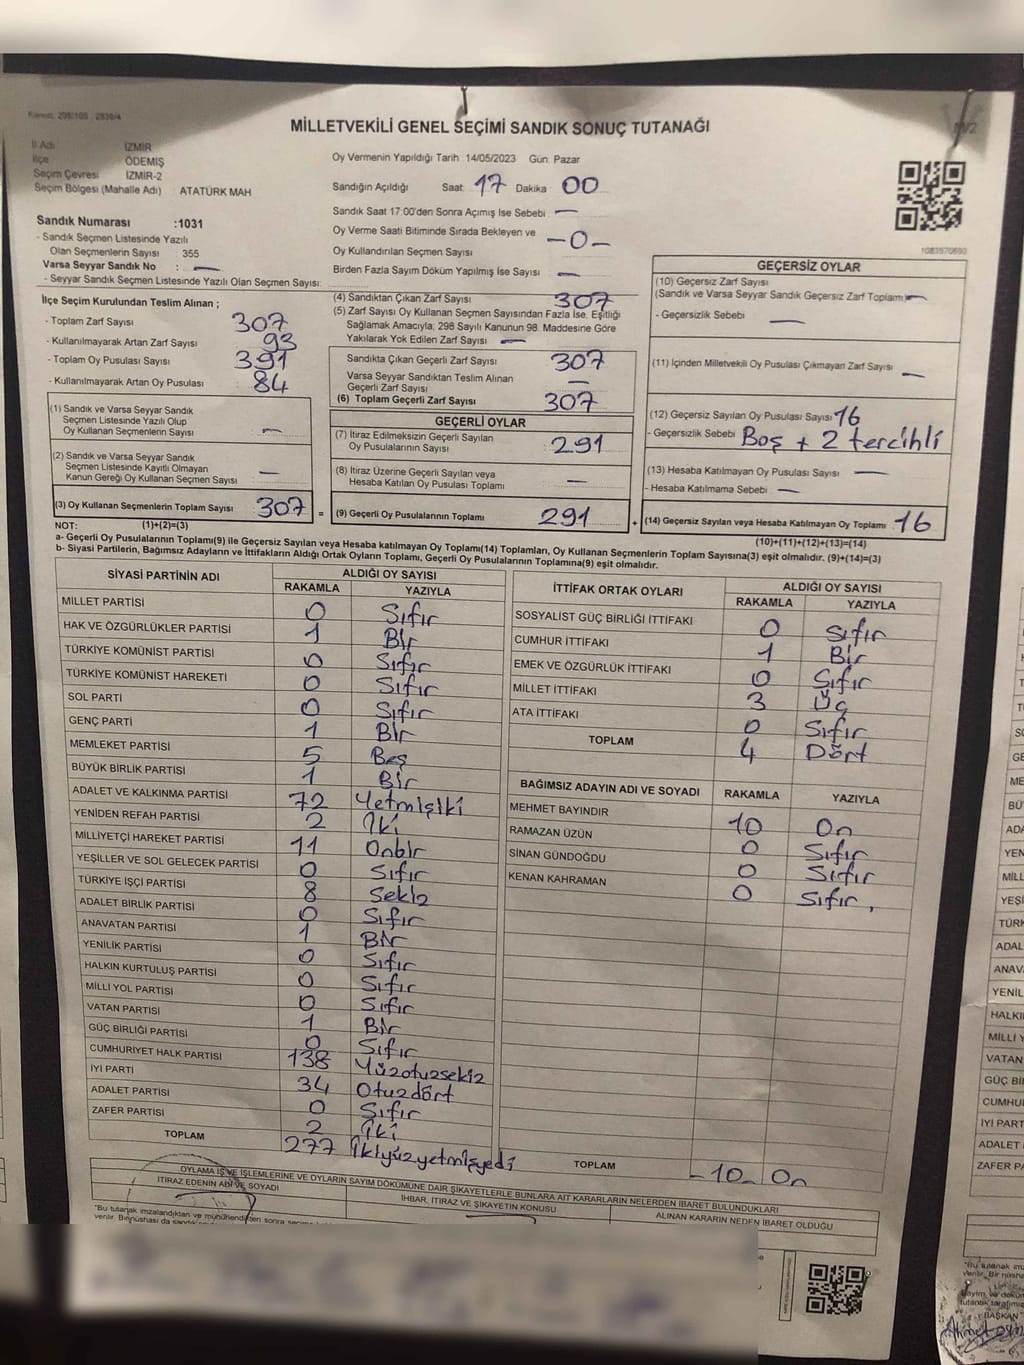 MİLLETVEKİLİ GENEL SEÇİMİ SANDIK SONUÇ TUTANAĞI
İl Adı İZMİR
İlçe ÖDEMİŞ
Seçim Çevresi İZMİR-2
Seçim Bölgesi (Mahalle Adı) ATATÜRK MAH
Oy Vermenin Yapıldığı Tarih 14/05/2023 Gün Pazar
Sandığın Açıldığı Saat 17 Dakika 00
Sandık Saat 17:00'den Sonra Açımış İse Sebebi —
Oy Verme Saati Bitiminde Sırada Bekleyen ve
Oy Kullandırılan Seçmen Sayısı -0-
Birden Fazla Sayım Döküm Yapılmış İse Sayısı —
Sandık Numarası :1031
- Sandık Seçmen Listesinde Yazılı
Olan Seçmenlerin Sayısı : 355
Varsa Seyyar Sandık No : —
- Seyyar Sandık Seçmen Listesinde Yazılı Olan Seçmen Sayısı:
İlçe Seçim Kurulundan Teslim Alınan ;
- Toplam Zarf Sayısı 307
- Kullanılmayarak Artan Zarf Sayısı 93
- Toplam Oy Pusulası Sayısı 391
- Kullanılmayarak Artan Oy Pusulası 84
(1) Sandık ve Varsa Seyyar Sandık
Seçmen Listesinde Yazılı Olup
Oy Kullanan Seçmenlerin Sayısı —
(2) Sandık ve Varsa Seyyar Sandık
Seçmen Listesinde Kayıtlı Olmayan
Kanun Gereği Oy Kullanan Seçmen Sayısı —
(3) Oy Kullanan Seçmenlerin Toplam Sayısı 307 =
(4) Sandıktan Çıkan Zarf Sayısı 307
(5) Zarf Sayısı Oy Kullanan Seçmen Sayısından Fazla İse, Eşitliği
Sağlamak Amacıyla, 298 Sayılı Kanunun 98. Maddesine Göre
Yakılarak Yok Edilen Zarf Sayısı —
Sandıkta Çıkan Geçerli Zarf Sayısı 307
Varsa Seyyar Sandıktan Teslim Alınan
Geçerli Zarf Sayısı —
(6) Toplam Geçerli Zarf Sayısı 307
GEÇERLİ OYLAR
(7) İtiraz Edilmeksizin Geçerli Sayılan
Oy Pusulalarının Sayısı 291
(8) İtiraz Üzerine Geçerli Sayılan veya
Hesaba Katılan Oy Pusulası Toplamı —
(9) Geçerli Oy Pusulalarının Toplamı 291 +
1083570693
GEÇERSİZ OYLAR
(10) Geçersiz Zarf Sayısı
(Sandık ve Varsa Seyyar Sandık Geçersiz Zarf Toplamı) —
- Geçersizlik Sebebi —
(11) İçinden Milletvekili Oy Pusulası Çıkmayan Zarf Sayısı —
(12) Geçersiz Sayılan Oy Pusulası Sayısı 16
- Geçersizlik Sebebi Boş + 2 tercihli
(13) Hesaba Katılmayan Oy Pusulası Sayısı —
- Hesaba Katılmama Sebebi —
(14) Geçersiz Sayılan veya Hesaba Katılmayan Oy Toplamı 16
NOT: (1)+(2)=(3) (10)+(11)+(12)+(13)=(14)
a- Geçerli Oy Pusulalarının Toplamı(9) ile Geçersiz Sayılan veya Hesaba katılmayan Oy Toplamı(14) Toplamları, Oy Kullanan Seçmenlerin Toplam Sayısına(3) eşit olmalıdır. (9)+(14)=(3)
b- Siyasi Partilerin, Bağımsız Adayların ve İttifakların Aldığı Ortak Oyların Toplamı, Geçerli Oy Pusulalarının Toplamına(9) eşit olmalıdır.
SİYASİ PARTİNİN ADI ALDIĞI OY SAYISI
RAKAMLA YAZIYLA
MİLLET PARTİSİ 0 Sıfır
HAK VE ÖZGÜRLÜKLER PARTİSİ 1 Bir
TÜRKİYE KOMÜNİST PARTİSİ 0 Sıfır
TÜRKİYE KOMÜNİST HAREKETİ 0 Sıfır
SOL PARTİ 0 Sıfır
GENÇ PARTİ 1 Bir
MEMLEKET PARTİSİ 5 Beş
BÜYÜK BİRLİK PARTİSİ 1 Bir
ADALET VE KALKINMA PARTİSİ 72 Yetmişiki
YENİDEN REFAH PARTİSİ 2 İki
MİLLİYETÇİ HAREKET PARTİSİ 11 Onbir
YEŞİLLER VE SOL GELECEK PARTİSİ 0 Sıfır
TÜRKİYE İŞÇİ PARTİSİ 8 Sekiz
ADALET BİRLİK PARTİSİ 0 Sıfır
ANAVATAN PARTİSİ 1 Bir
YENİLİK PARTİSİ 0 Sıfır
HALKIN KURTULUŞ PARTİSİ 0 Sıfır
MİLLİ YOL PARTİSİ 0 Sıfır
VATAN PARTİSİ 1 Bir
GÜÇ BİRLİĞİ PARTİSİ 0 Sıfır
CUMHURİYET HALK PARTİSİ 138 Yüzotuzsekiz
İYİ PARTİ 34 Otuzdört
ADALET PARTİSİ 0 Sıfır
ZAFER PARTİSİ 2 İki
TOPLAM 277 İkiyüzyetmişyedi
İTTİFAK ORTAK OYLARI ALDIĞI OY SAYISI
RAKAMLA YAZIYLA
SOSYALİST GÜÇ BİRLİĞİ İTTİFAKI 0 Sıfır
CUMHUR İTTİFAKI 1 Bir
EMEK VE ÖZGÜRLÜK İTTİFAKI 0 Sıfır
MİLLET İTTİFAKI 3 Üç
ATA İTTİFAKI 0 Sıfır
TOPLAM 4 Dört
BAĞIMSIZ ADAYIN ADI VE SOYADI RAKAMLA YAZIYLA
MEHMET BAYINDIR 10 On
RAMAZAN ÜZÜN 0 Sıfır
SİNAN GÜNDOĞDU 0 Sıfır
KENAN KAHRAMAN 0 Sıfır
TOPLAM -10- On
OYLAMA İŞ VE İŞLEMLERİNE VE OYLARIN SAYIM DÖKÜMÜNE DAİR ŞİKAYETLERLE BUNLARA AİT KARARLARIN NELERDEN İBARET BULUNDUKLARI
İTİRAZ EDENİN ADI VE SOYADI İHBAR, İTİRAZ VE ŞİKAYETİN KONUSU ALINAN KARARIN NEDEN İBARET OLDUĞU